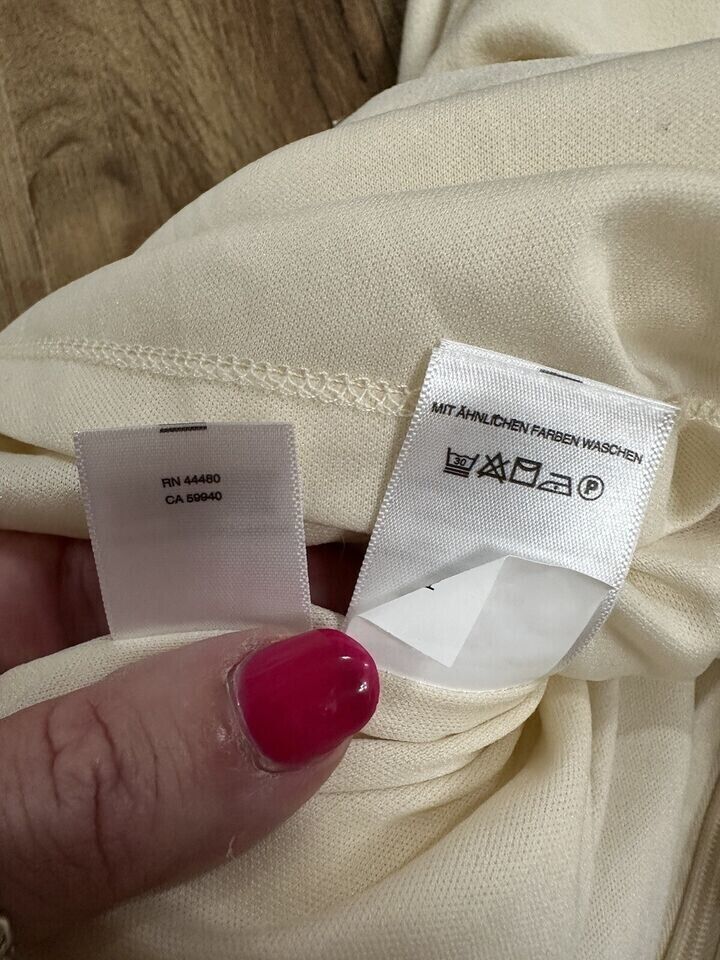 RN 44480
CA 59940
MIT ÄHNLICHEN FARBEN WASCHEN
30
P